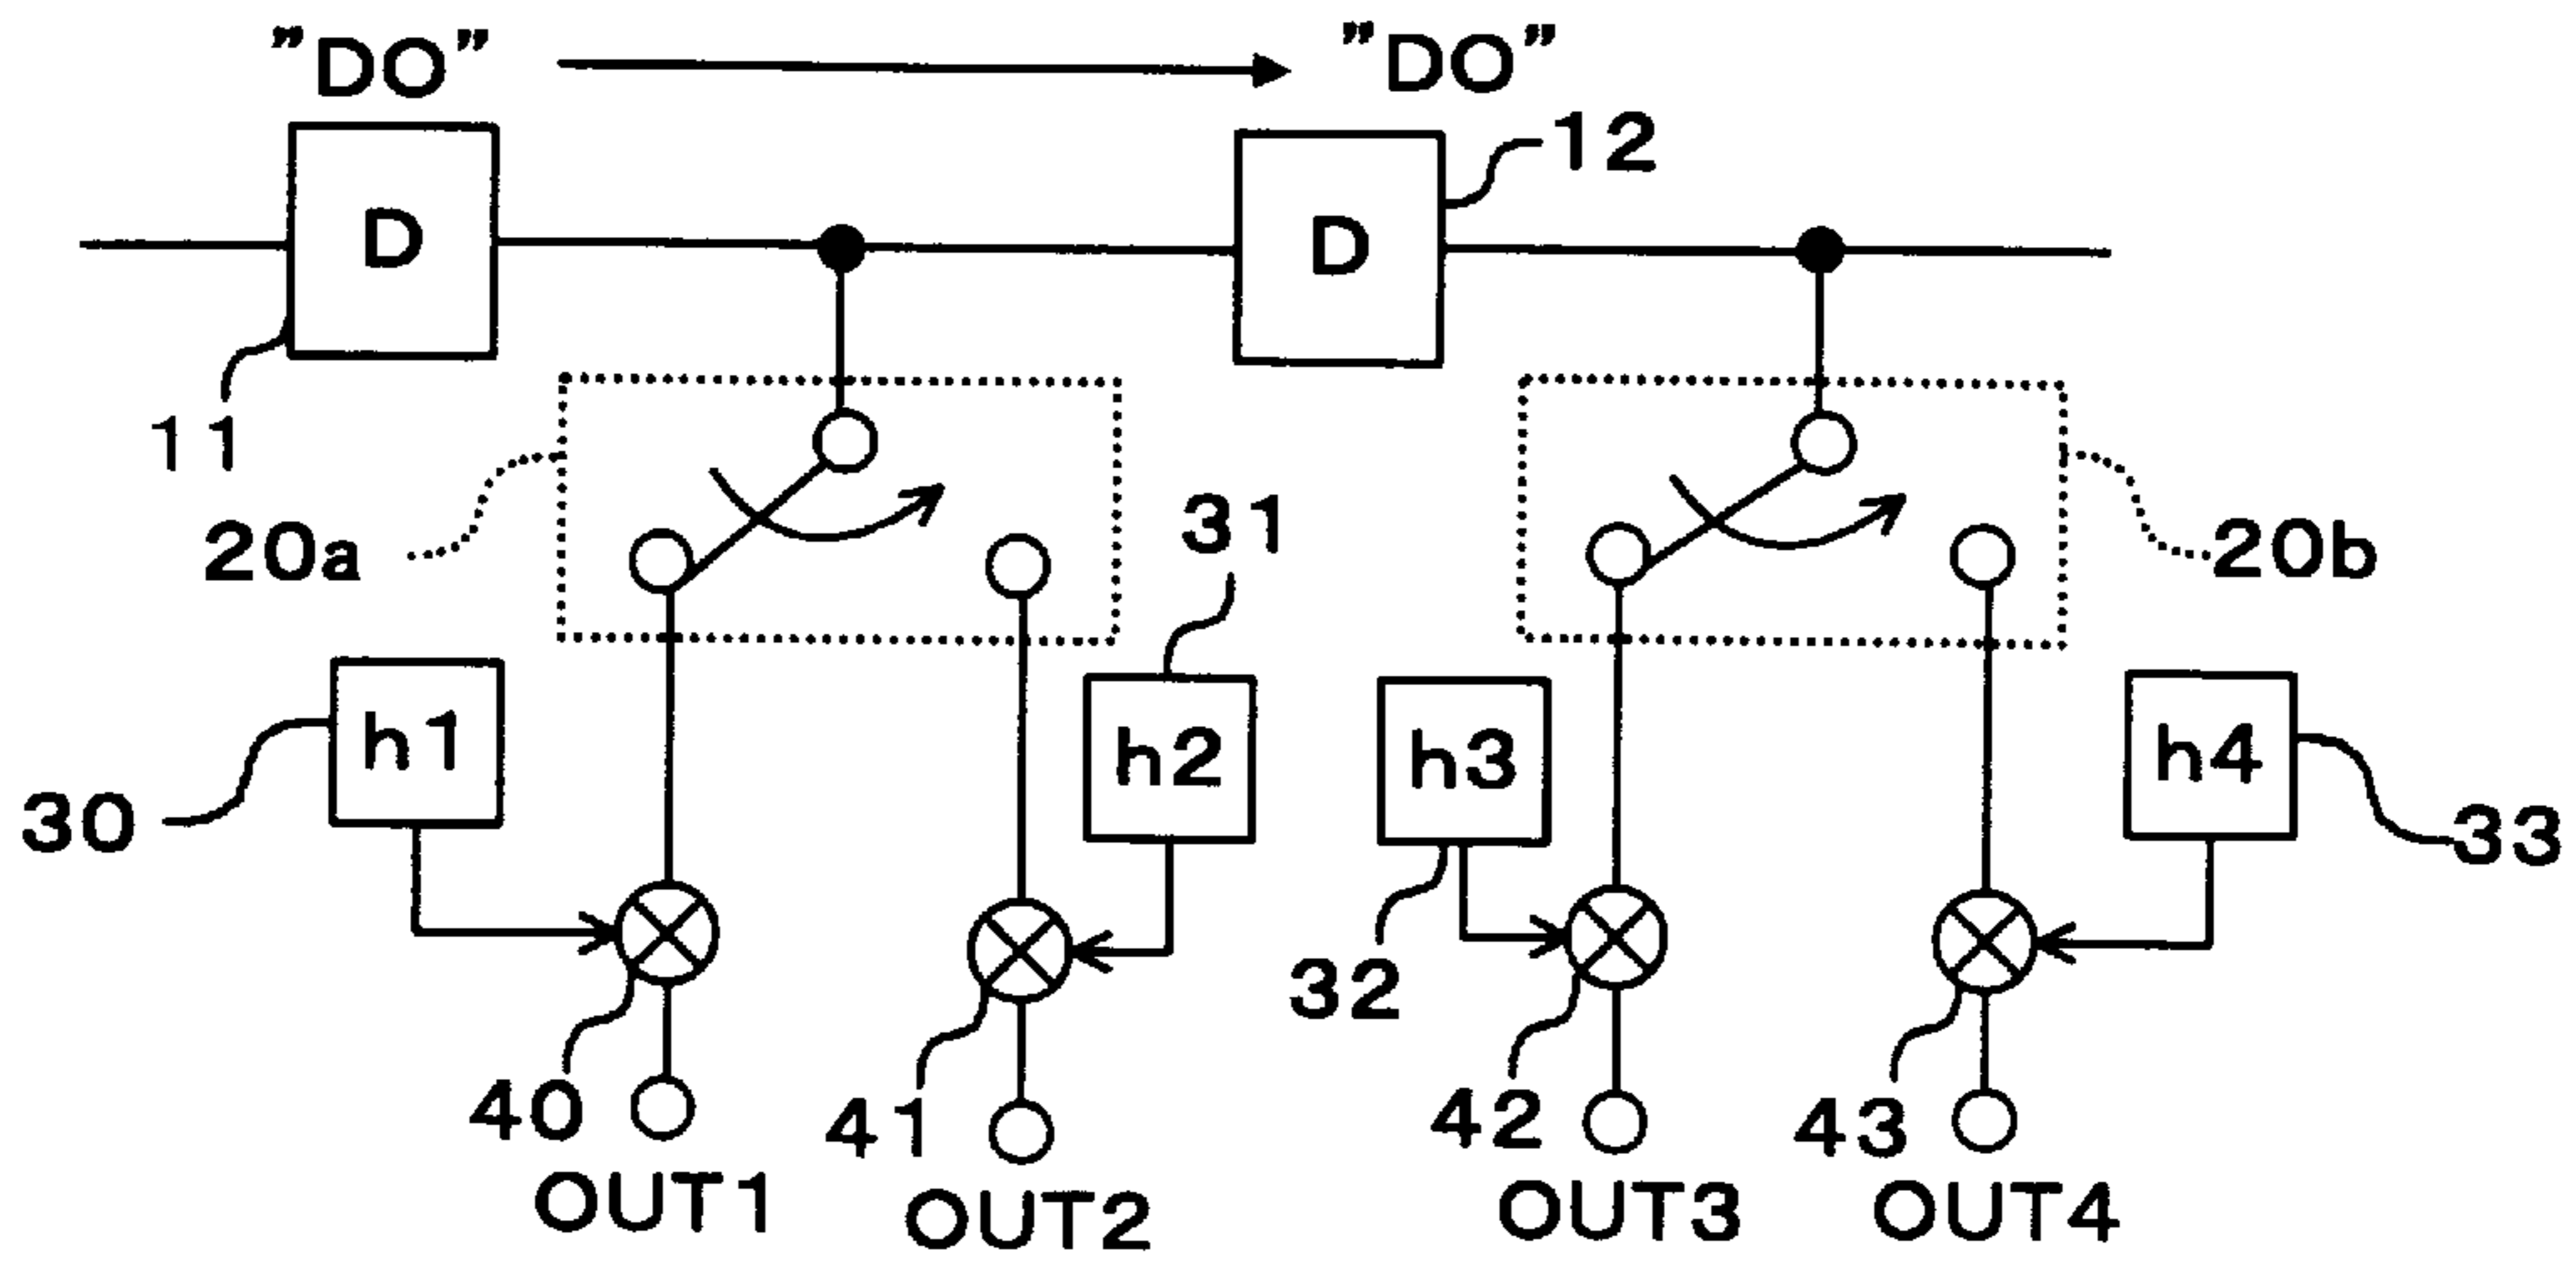 ”DO” ”DO”
12
D D
11
20a 31 20b
h1 h2 h3 h4
30 33
32
40 41 42 43
OUT1 OUT2 OUT3 OUT4